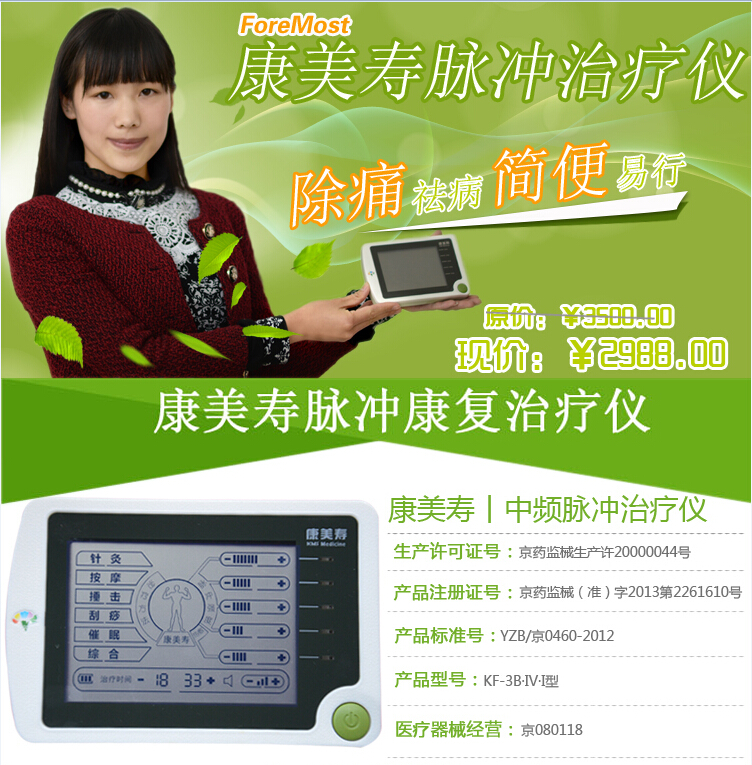 ForeMost
康美寿脉冲治疗仪
除痛祛病简便易行
原价：￥3588.00
现价：￥2988.00
康美寿脉冲康复治疗仪
康美寿
KMS Medicine
针灸
按摩
捶击
刮痧
催眠
综合
康美寿
治疗时间 - 18 33 +
康美寿 | 中频脉冲治疗仪
生产许可证号：京药监械生产许20000044号
产品注册证号：京药监械（准）字2013第2261610号
产品标准号：YZB/京0460-2012
产品型号：KF-3B·Ⅳ·Ⅰ型
医疗器械经营：京080118